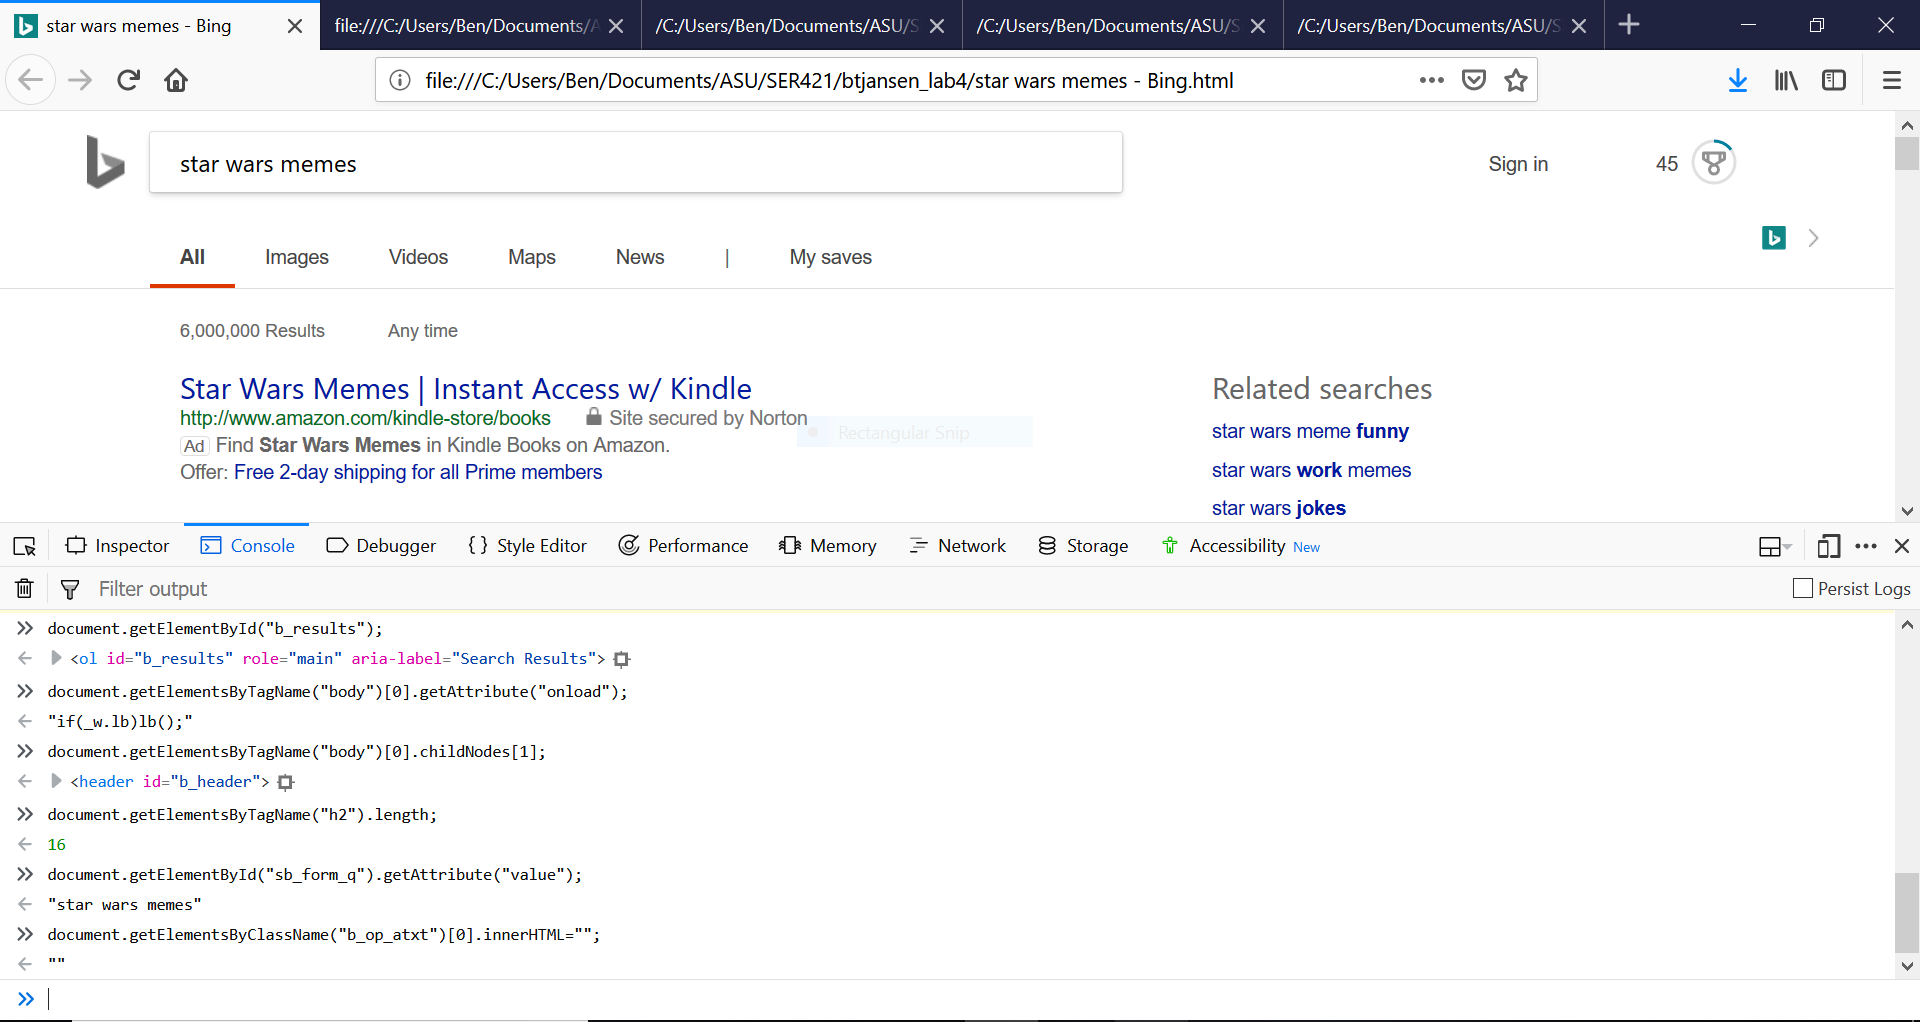 star wars memes - Bing
file:///C:/Users/Ben/Documents/A
/C:/Users/Ben/Documents/ASU/S
/C:/Users/Ben/Documents/ASU/S
/C:/Users/Ben/Documents/ASU/S
file:///C:/Users/Ben/Documents/ASU/SER421/btjansen_lab4/star wars memes - Bing.html
star wars memes
Sign in
45
All Images Videos Maps News | My saves
6,000,000 Results Any time
Star Wars Memes | Instant Access w/ Kindle
http://www.amazon.com/kindle-store/books Site secured by Norton
Rectangular Snip
Ad Find Star Wars Memes in Kindle Books on Amazon.
Offer: Free 2-day shipping for all Prime members
Related searches
star wars meme funny
star wars work memes
star wars jokes
Inspector Console Debugger {} Style Editor Performance Memory Network Storage Accessibility New
Filter output Persist Logs
document.getElementById("b_results");
<ol id="b_results" role="main" aria-label="Search Results">
document.getElementsByTagName("body")[0].getAttribute("onload");
"if(_w.lb)lb();"
document.getElementsByTagName("body")[0].childNodes[1];
<header id="b_header">
document.getElementsByTagName("h2").length;
16
document.getElementById("sb_form_q").getAttribute("value");
"star wars memes"
document.getElementsByClassName("b_op_atxt")[0].innerHTML="";
""